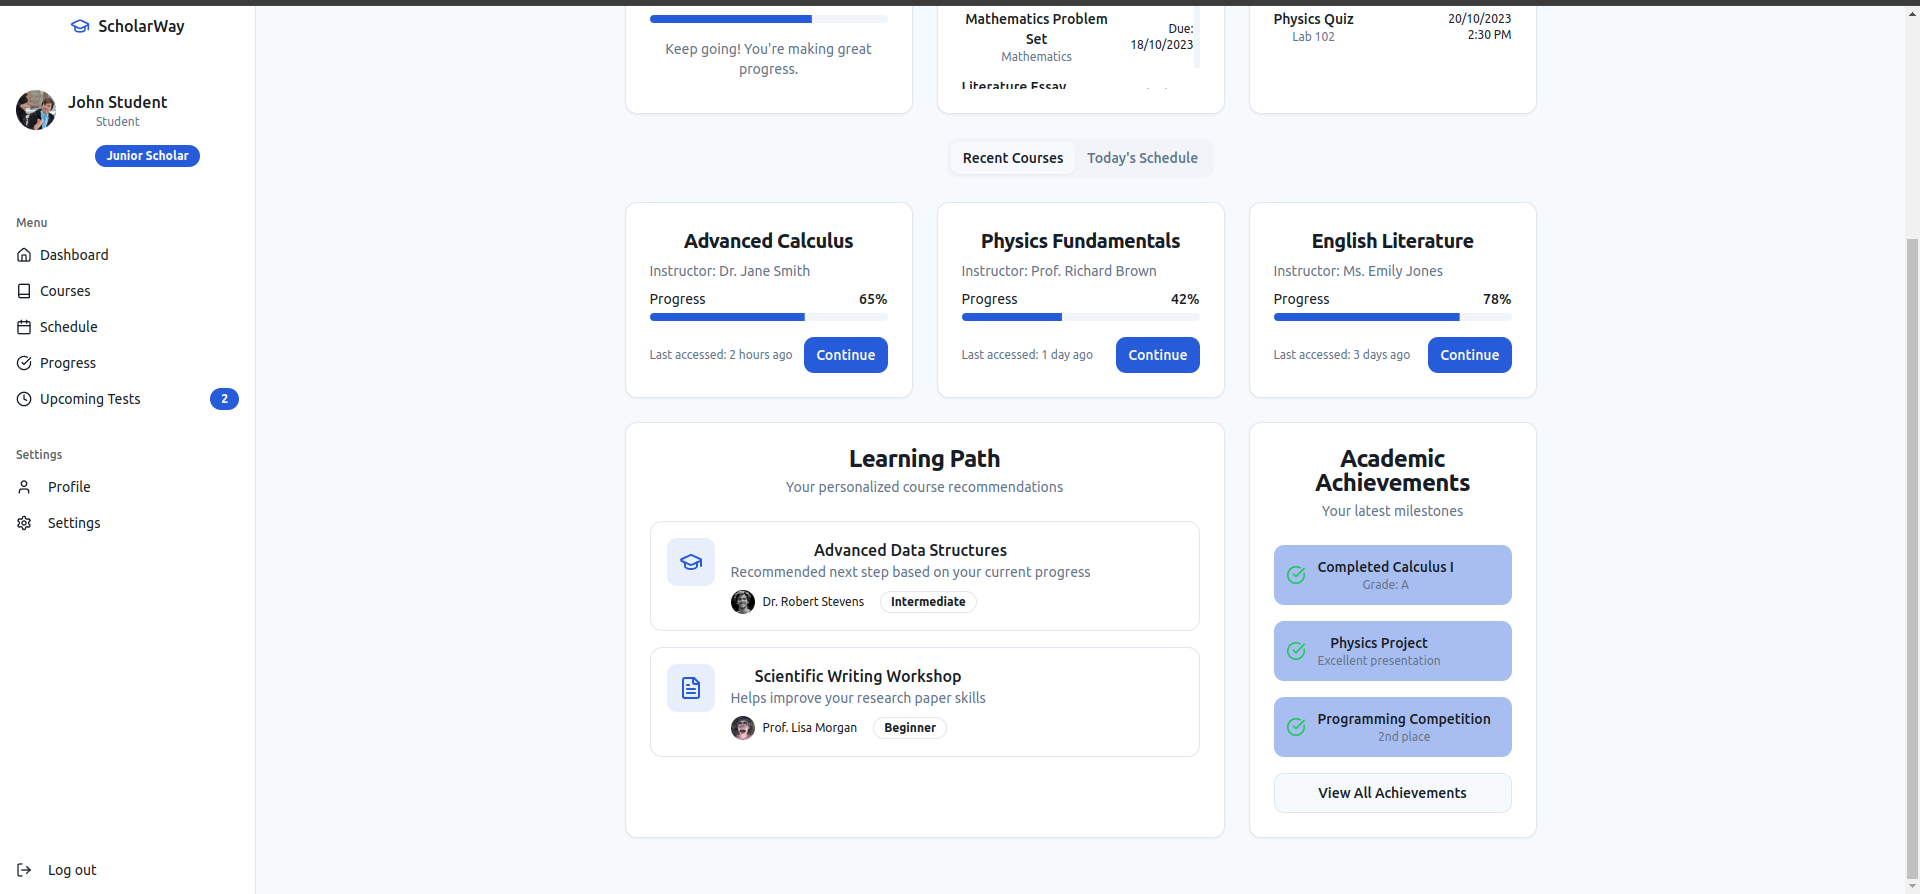 ScholarWay
John Student
Student
Junior Scholar
Menu
Dashboard
Courses
Schedule
Progress
Upcoming Tests
2
Settings
Profile
Settings
Log out
Keep going! You're making great
progress.
Mathematics Problem
Set
Mathematics
Due:
18/10/2023
Literature Essay
Physics Quiz
Lab 102
20/10/2023
2:30 PM
Recent Courses
Today's Schedule
Advanced Calculus
Instructor: Dr. Jane Smith
Progress
65%
Last accessed: 2 hours ago
Continue
Physics Fundamentals
Instructor: Prof. Richard Brown
Progress
42%
Last accessed: 1 day ago
Continue
English Literature
Instructor: Ms. Emily Jones
Progress
78%
Last accessed: 3 days ago
Continue
Learning Path
Your personalized course recommendations
Advanced Data Structures
Recommended next step based on your current progress
Dr. Robert Stevens
Intermediate
Scientific Writing Workshop
Helps improve your research paper skills
Prof. Lisa Morgan
Beginner
Academic
Achievements
Your latest milestones
Completed Calculus I
Grade: A
Physics Project
Excellent presentation
Programming Competition
2nd place
View All Achievements